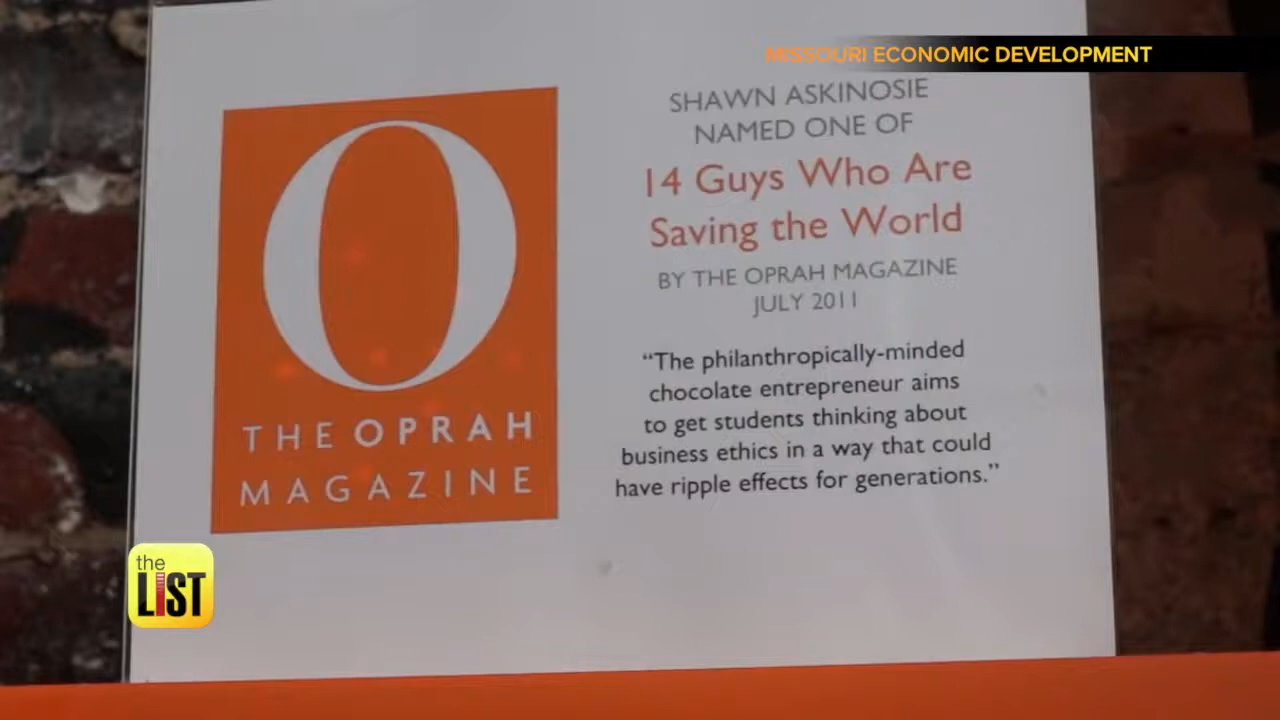 MISSOURI ECONOMIC DEVELOPMENT
SHAWN ASKINOSIE
NAMED ONE OF
14 Guys Who Are
Saving the World
BY THE OPRAH MAGAZINE
JULY 2011
“The philanthropically-minded
chocolate entrepreneur aims
to get students thinking about
business ethics in a way that could
have ripple effects for generations.”
O
THE OPRAH
MAGAZINE
the
LIST